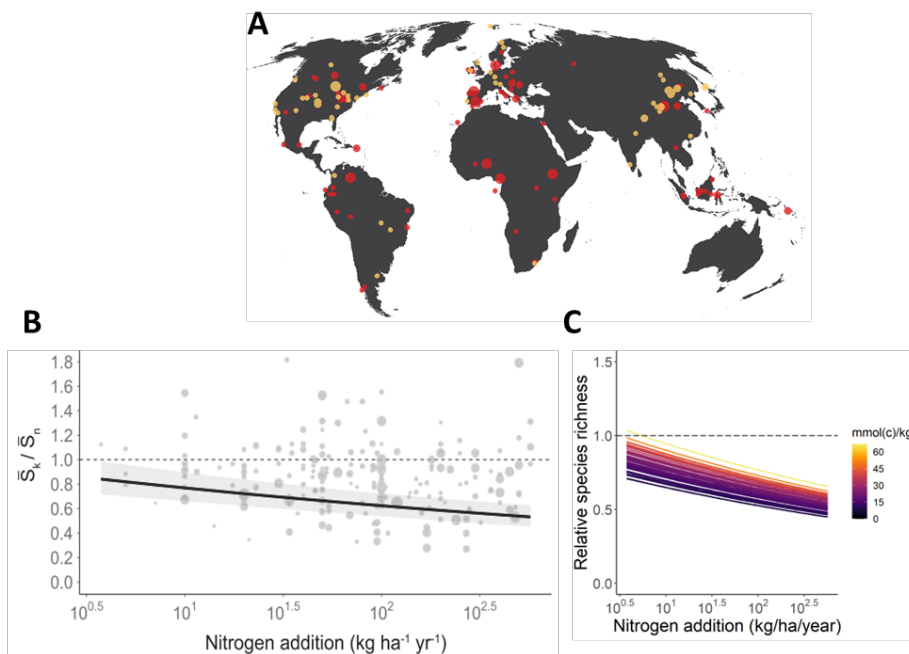 A
B
C
1.8
1.6
1.4
1.2
1.0
0.8
0.6
0.4
0.2
0.0
S̄ₖ / S̄ₙ
10^0.5 10^1 10^1.5 10^2 10^2.5
Nitrogen addition (kg ha⁻¹ yr⁻¹)
1.5
1.0
0.5
0.0
Relative species richness
10^0.5 10^1 10^1.5 10^2 10^2.5
Nitrogen addition (kg/ha/year)
mmol(c)/kg
60
45
30
15
0